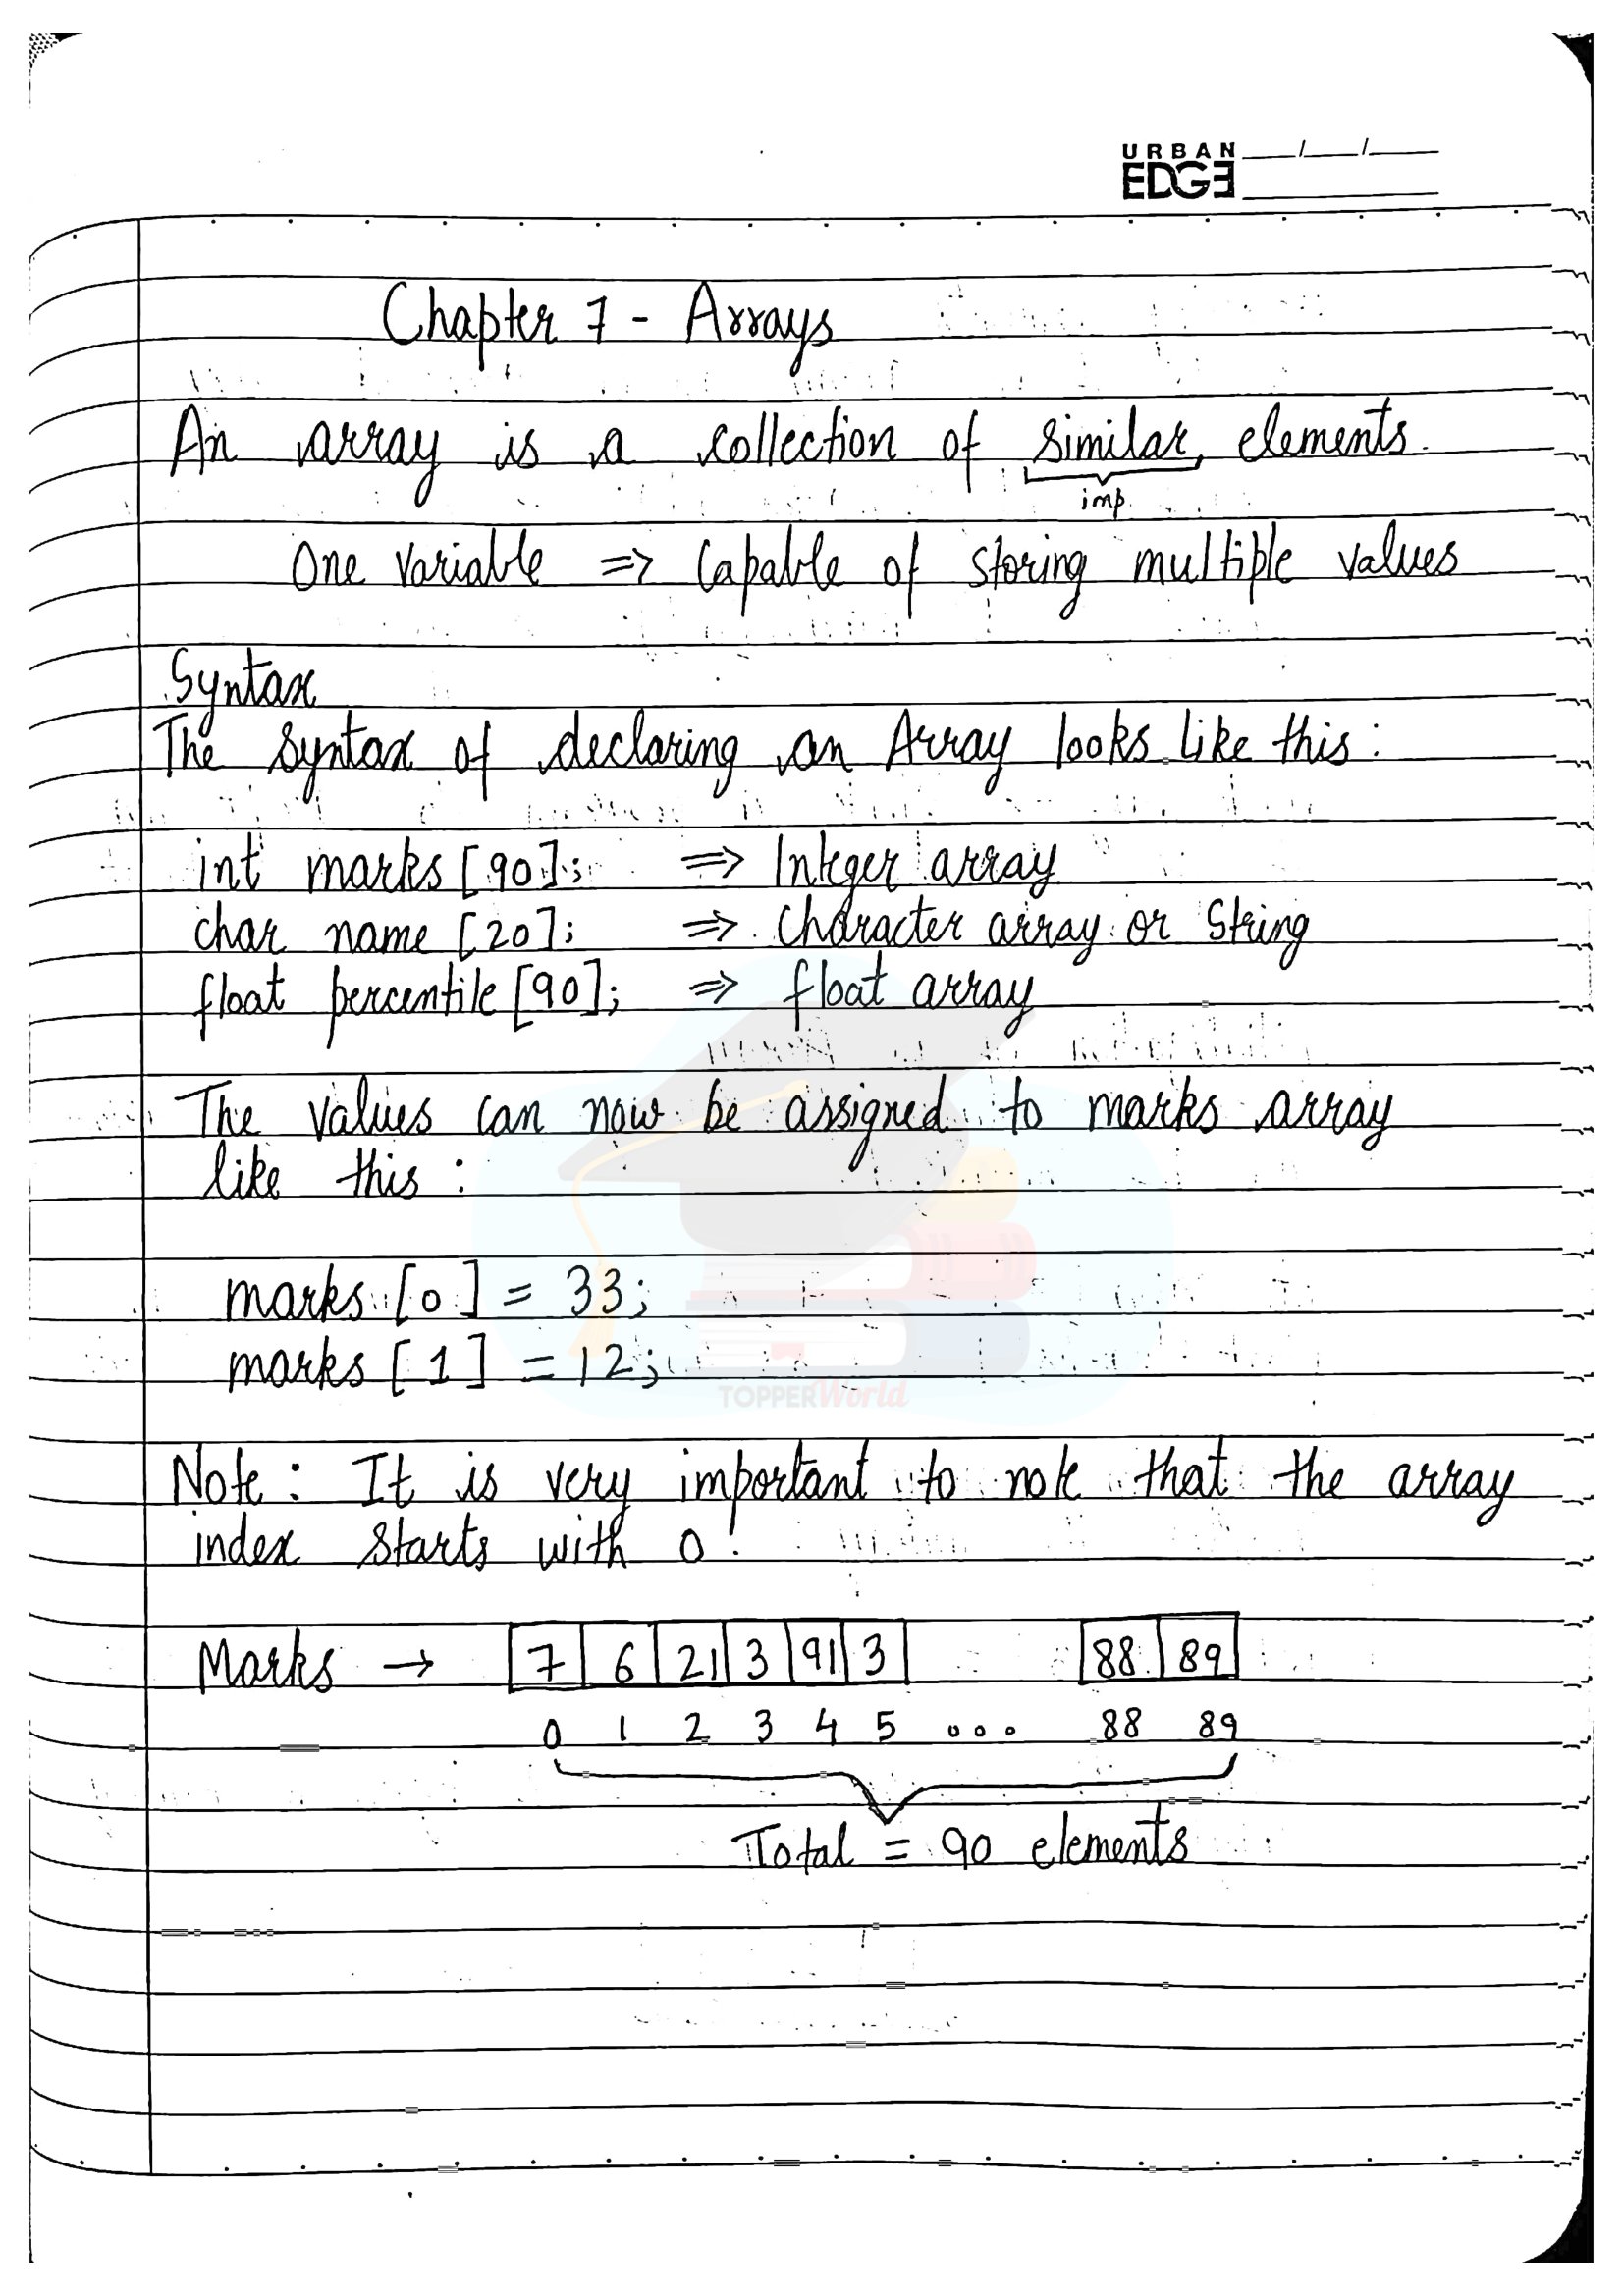 URBAN
EDGE
Chapter 7 - Arrays
An array is a collection of similar elements.
imp.
One variable => Capable of storing multiple values
Syntax
The syntax of declaring an Array looks like this:
int marks [90]; => Integer array
char name [20]; => Character array or String
float percentile [90]; => float array
The values can now be assigned to marks array
like this :
marks [0] = 33;
marks [1] = 12;
TOPPERWorld
Note: It is very important to note that the array
index starts with 0!
Marks → 7 6 21 3 91 3 88 89
0 1 2 3 4 5 ... 88 89
Total = 90 elements